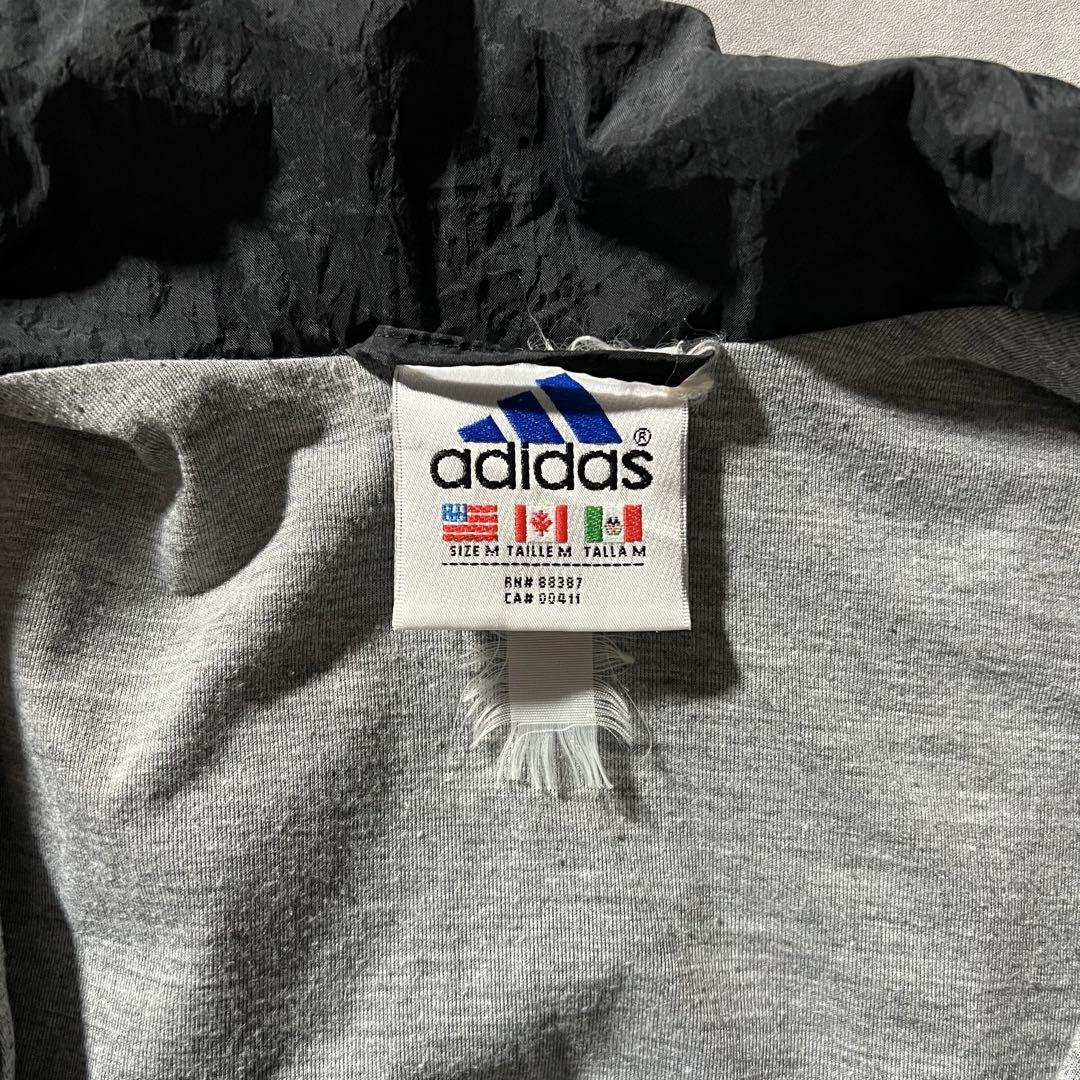 adidas®
SIZE M TAILLE M TALLA M
RN# 88387
CA# 00411